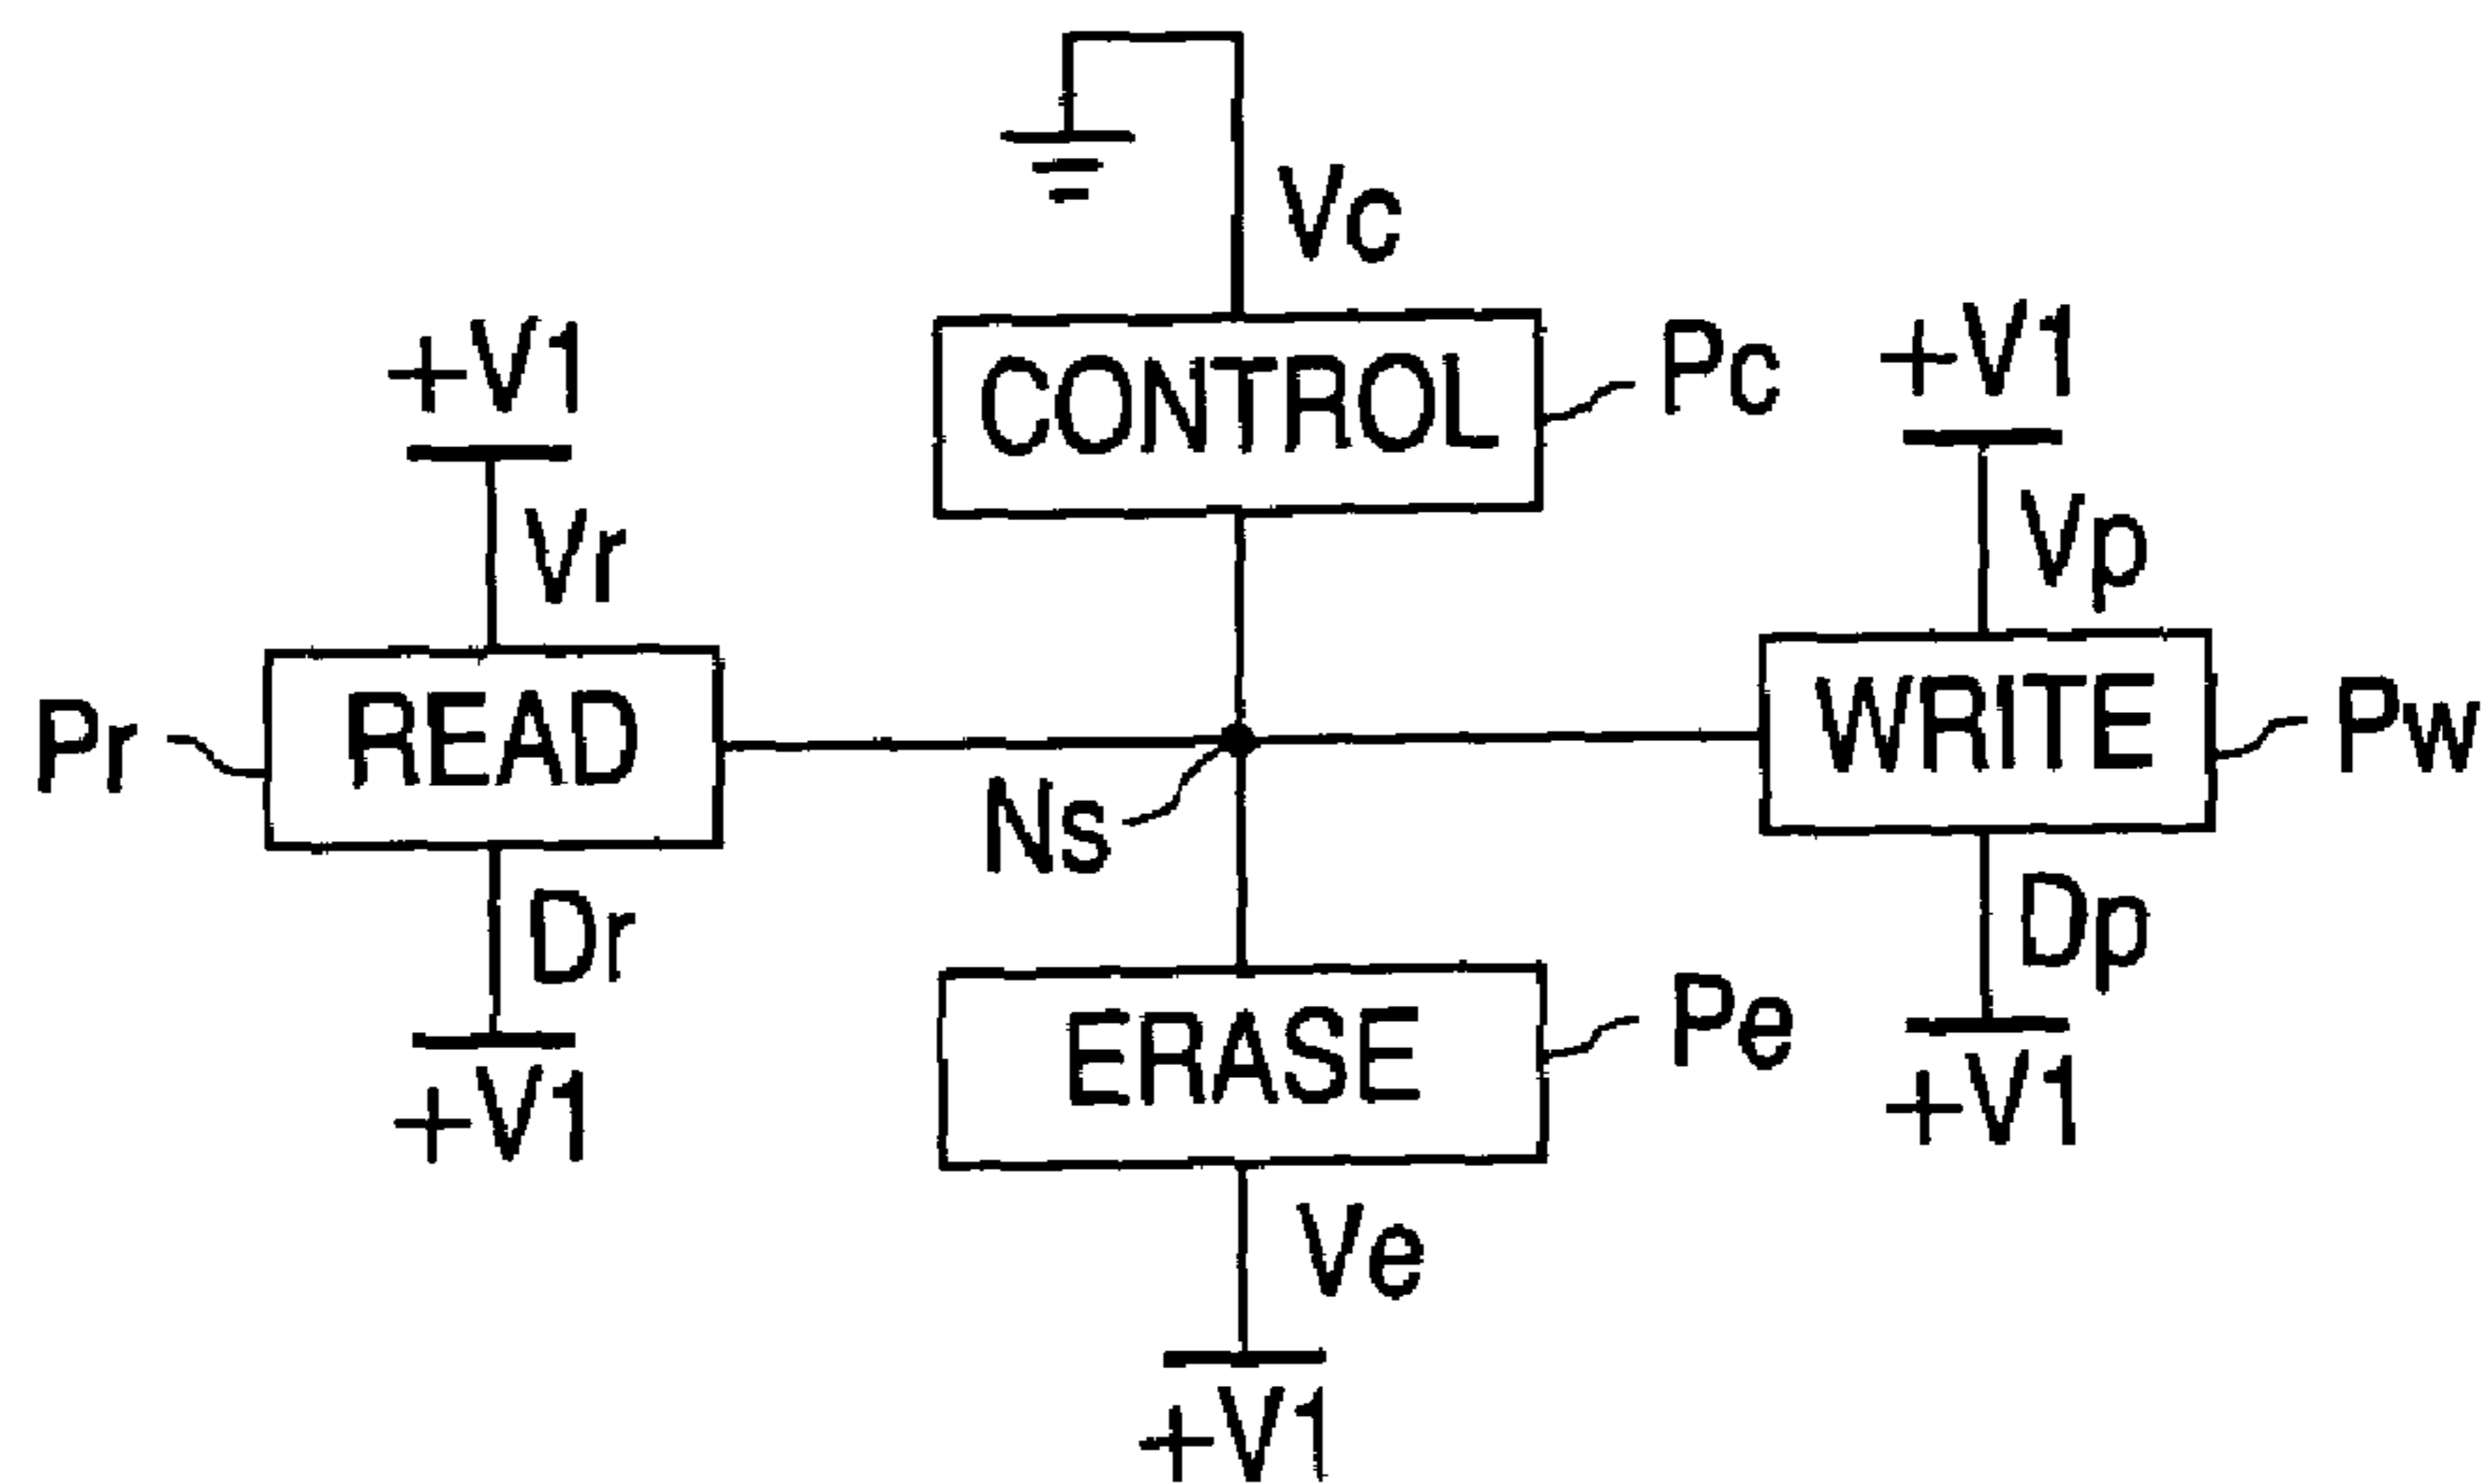 Vc
+V1
CONTROL
Pc
+V1
Vr
Vp
Pr
READ
WRITE
Pw
Ns
Dr
Dp
ERASE
Pe
+V1
+V1
Ve
+V1